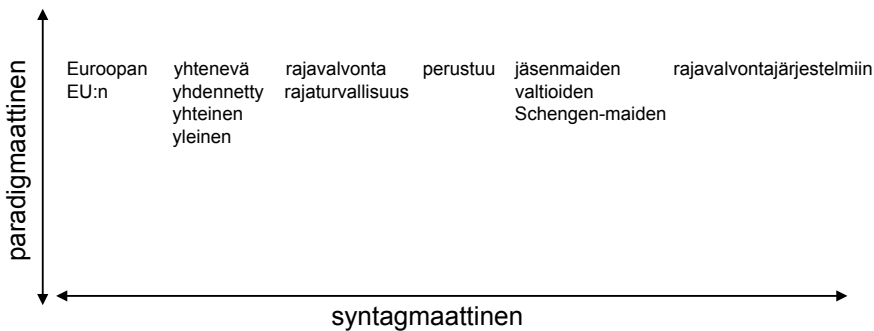 paradigmaattinen
Euroopan yhtenevä rajavalvonta perustuu jäsenmaiden rajavalvontajärjestelmiin
EU:n yhdennetty rajaturvallisuus valtioiden
yhteinen Schengen-maiden
yleinen
syntagmaattinen